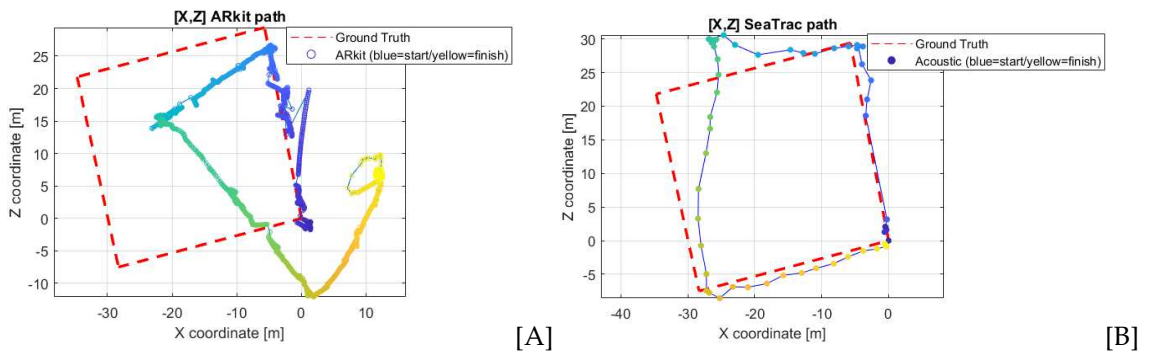 [X,Z] ARkit path
Ground Truth
ARkit (blue=start/yellow=finish)
Z coordinate [m]
25
20
15
10
5
0
-5
-10
-30
-20
-10
0
10
X coordinate [m]
[A]
[X,Z] SeaTrac path
Ground Truth
Acoustic (blue=start/yellow=finish)
Z coordinate [m]
30
25
20
15
10
5
0
-5
-40
-30
-20
-10
0
X coordinate [m]
[B]